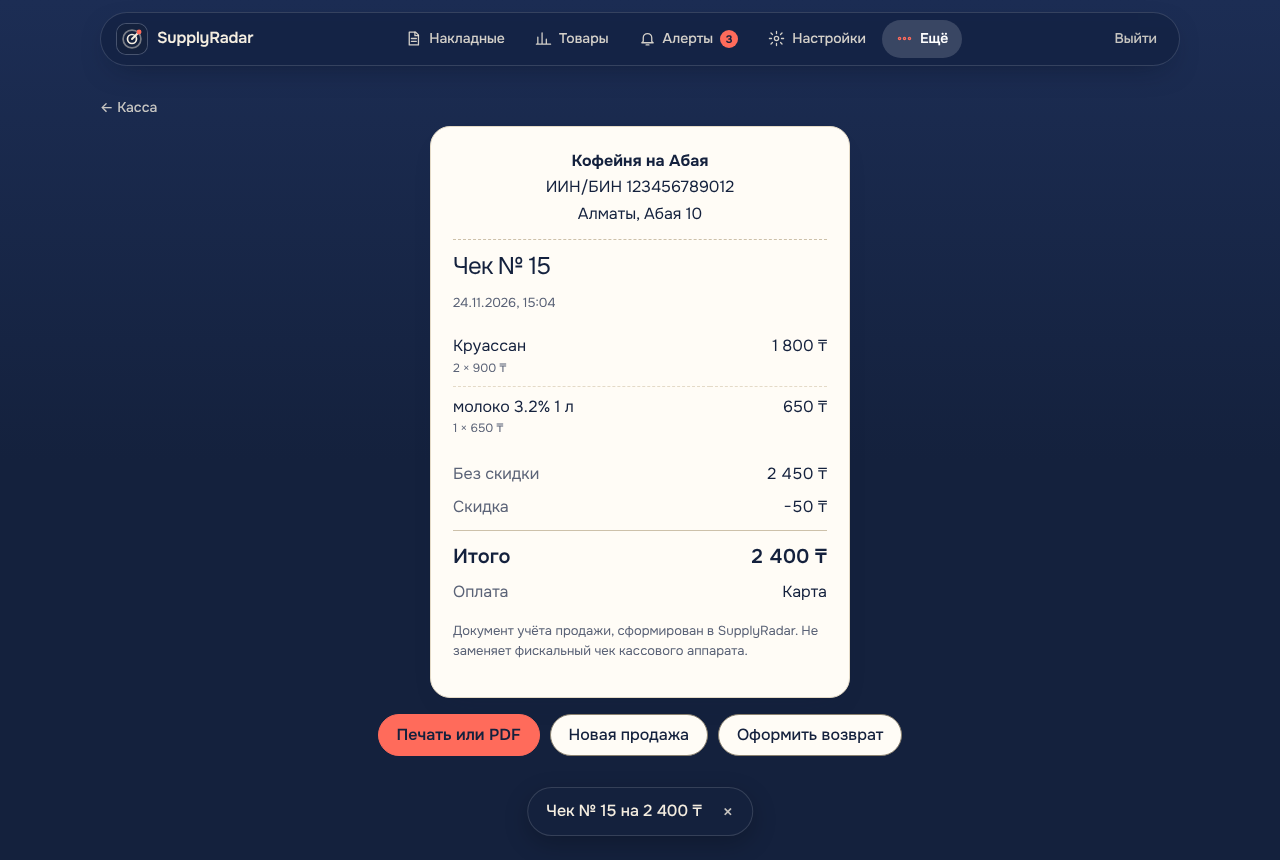 SupplyRadar
Накладные
Товары
Алерты 3
Настройки
Ещё
Выйти
← Касса
Кофейня на Абая
ИИН/БИН 123456789012
Алматы, Абая 10
Чек № 15
24.11.2026, 15:04
Круассан 1 800 ₸
2 × 900 ₸
молоко 3.2% 1 л 650 ₸
1 × 650 ₸
Без скидки 2 450 ₸
Скидка −50 ₸
Итого 2 400 ₸
Оплата Карта
Документ учёта продажи, сформирован в SupplyRadar. Не
заменяет фискальный чек кассового аппарата.
Печать или PDF
Новая продажа
Оформить возврат
Чек № 15 на 2 400 ₸ ×